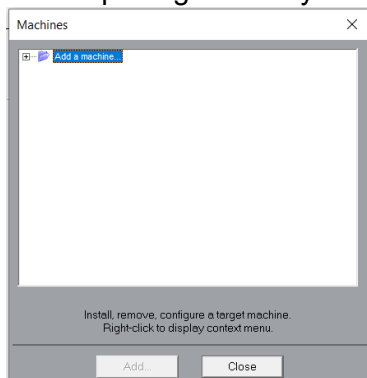 Machines
Add a machine...
Install, remove, configure a target machine.
Right-click to display context menu.
Add...
Close